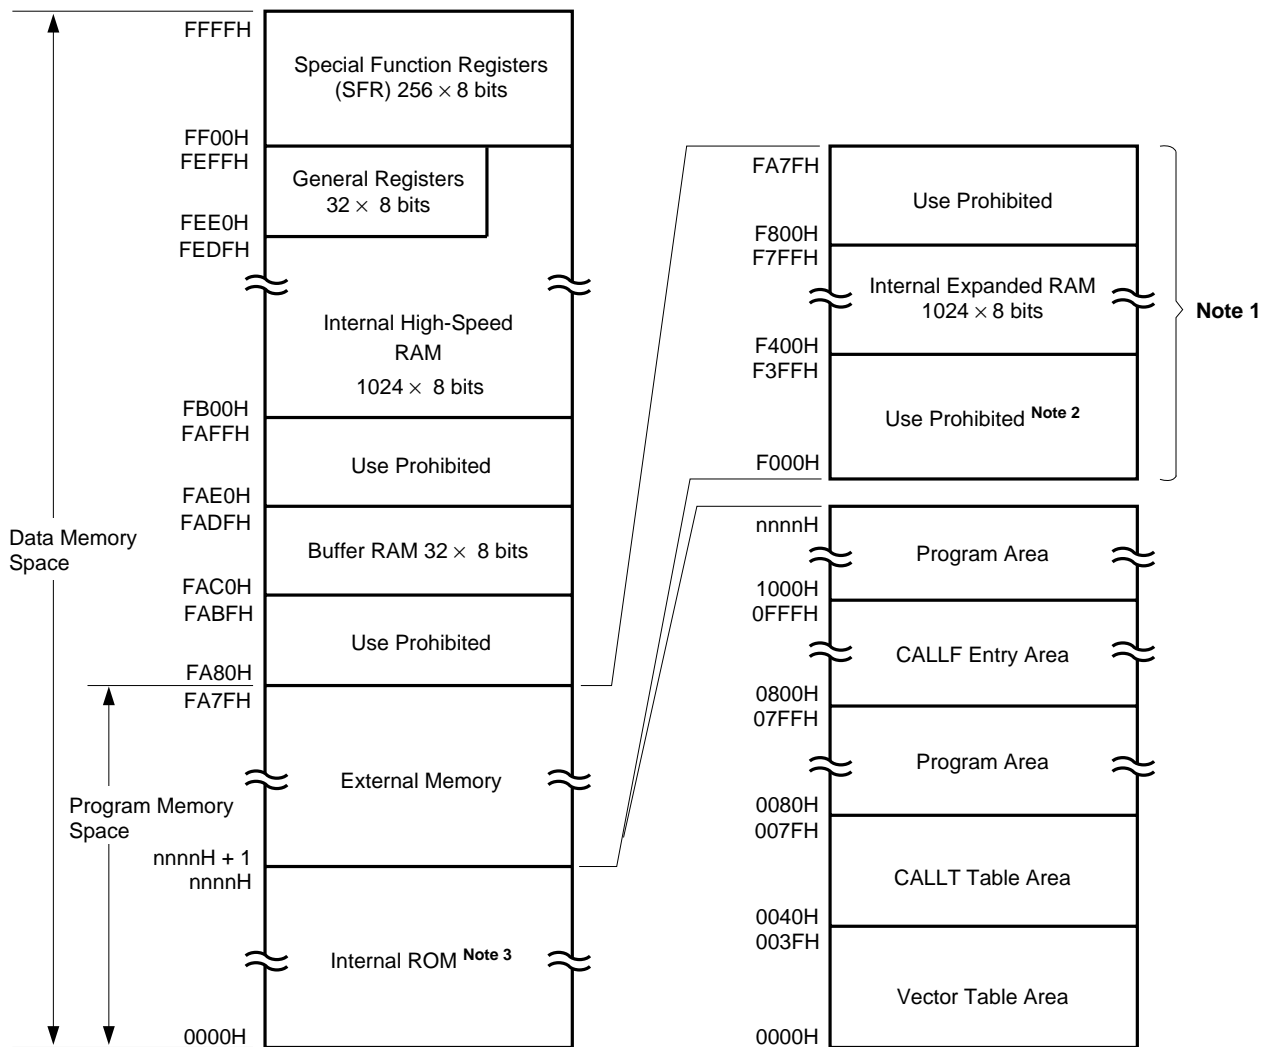 FFFFH
Special Function Registers
(SFR) 256 × 8 bits
FF00H
FEFFH
General Registers
32 × 8 bits
FEE0H
FEDFH
Internal High-Speed
RAM
1024 × 8 bits
FB00H
FAFFH
Use Prohibited
FAE0H
FADFH
Buffer RAM 32 × 8 bits
FAC0H
FABFH
Use Prohibited
FA80H
FA7FH
External Memory
nnnnH + 1
nnnnH
Internal ROM Note 3
0000H
Data Memory
Space
Program Memory
Space
FA7FH
Use Prohibited
F800H
F7FFH
Internal Expanded RAM
1024 × 8 bits
F400H
F3FFH
Use Prohibited Note 2
F000H
Note 1
nnnnH
Program Area
1000H
0FFFH
CALLF Entry Area
0800H
07FFH
Program Area
0080H
007FH
CALLT Table Area
0040H
003FH
Vector Table Area
0000H